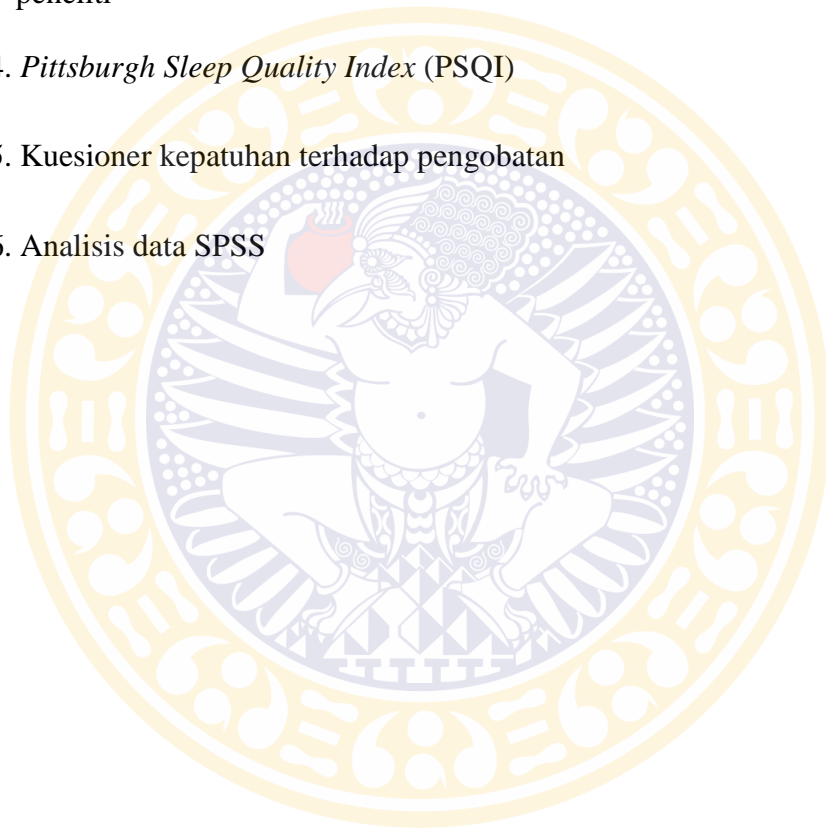 peneliti
4. Pittsburgh Sleep Quality Index (PSQI)
5. Kuesioner kepatuhan terhadap pengobatan
6. Analisis data SPSS